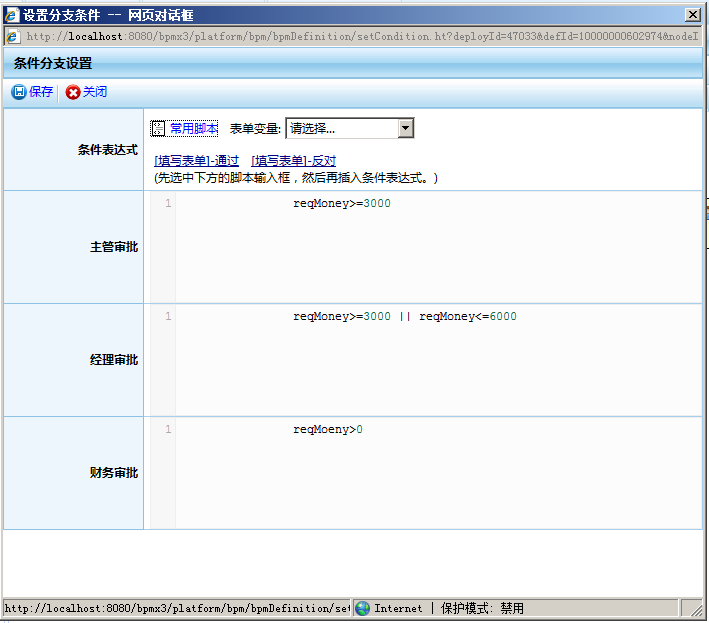 设置分支条件 -- 网页对话框
http://localhost:8080/bpmx3/platform/bpm/bpmDefinition/setCondition.ht?deployId=47033&defId=10000000602974&nodeI
条件分支设置
保存 关闭
条件表达式
常用脚本 表单变量: 请选择...
[填写表单]-通过 [填写表单]-反对
(先选中下方的脚本输入框，然后再插入条件表达式。)
主管审批
1 reqMoney>=3000
经理审批
1 reqMoney>=3000 || reqMoney<=6000
财务审批
1 reqMoeny>0
http://localhost:8080/bpmx3/platform/bpm/bpmDefinition/set
Internet | 保护模式: 禁用